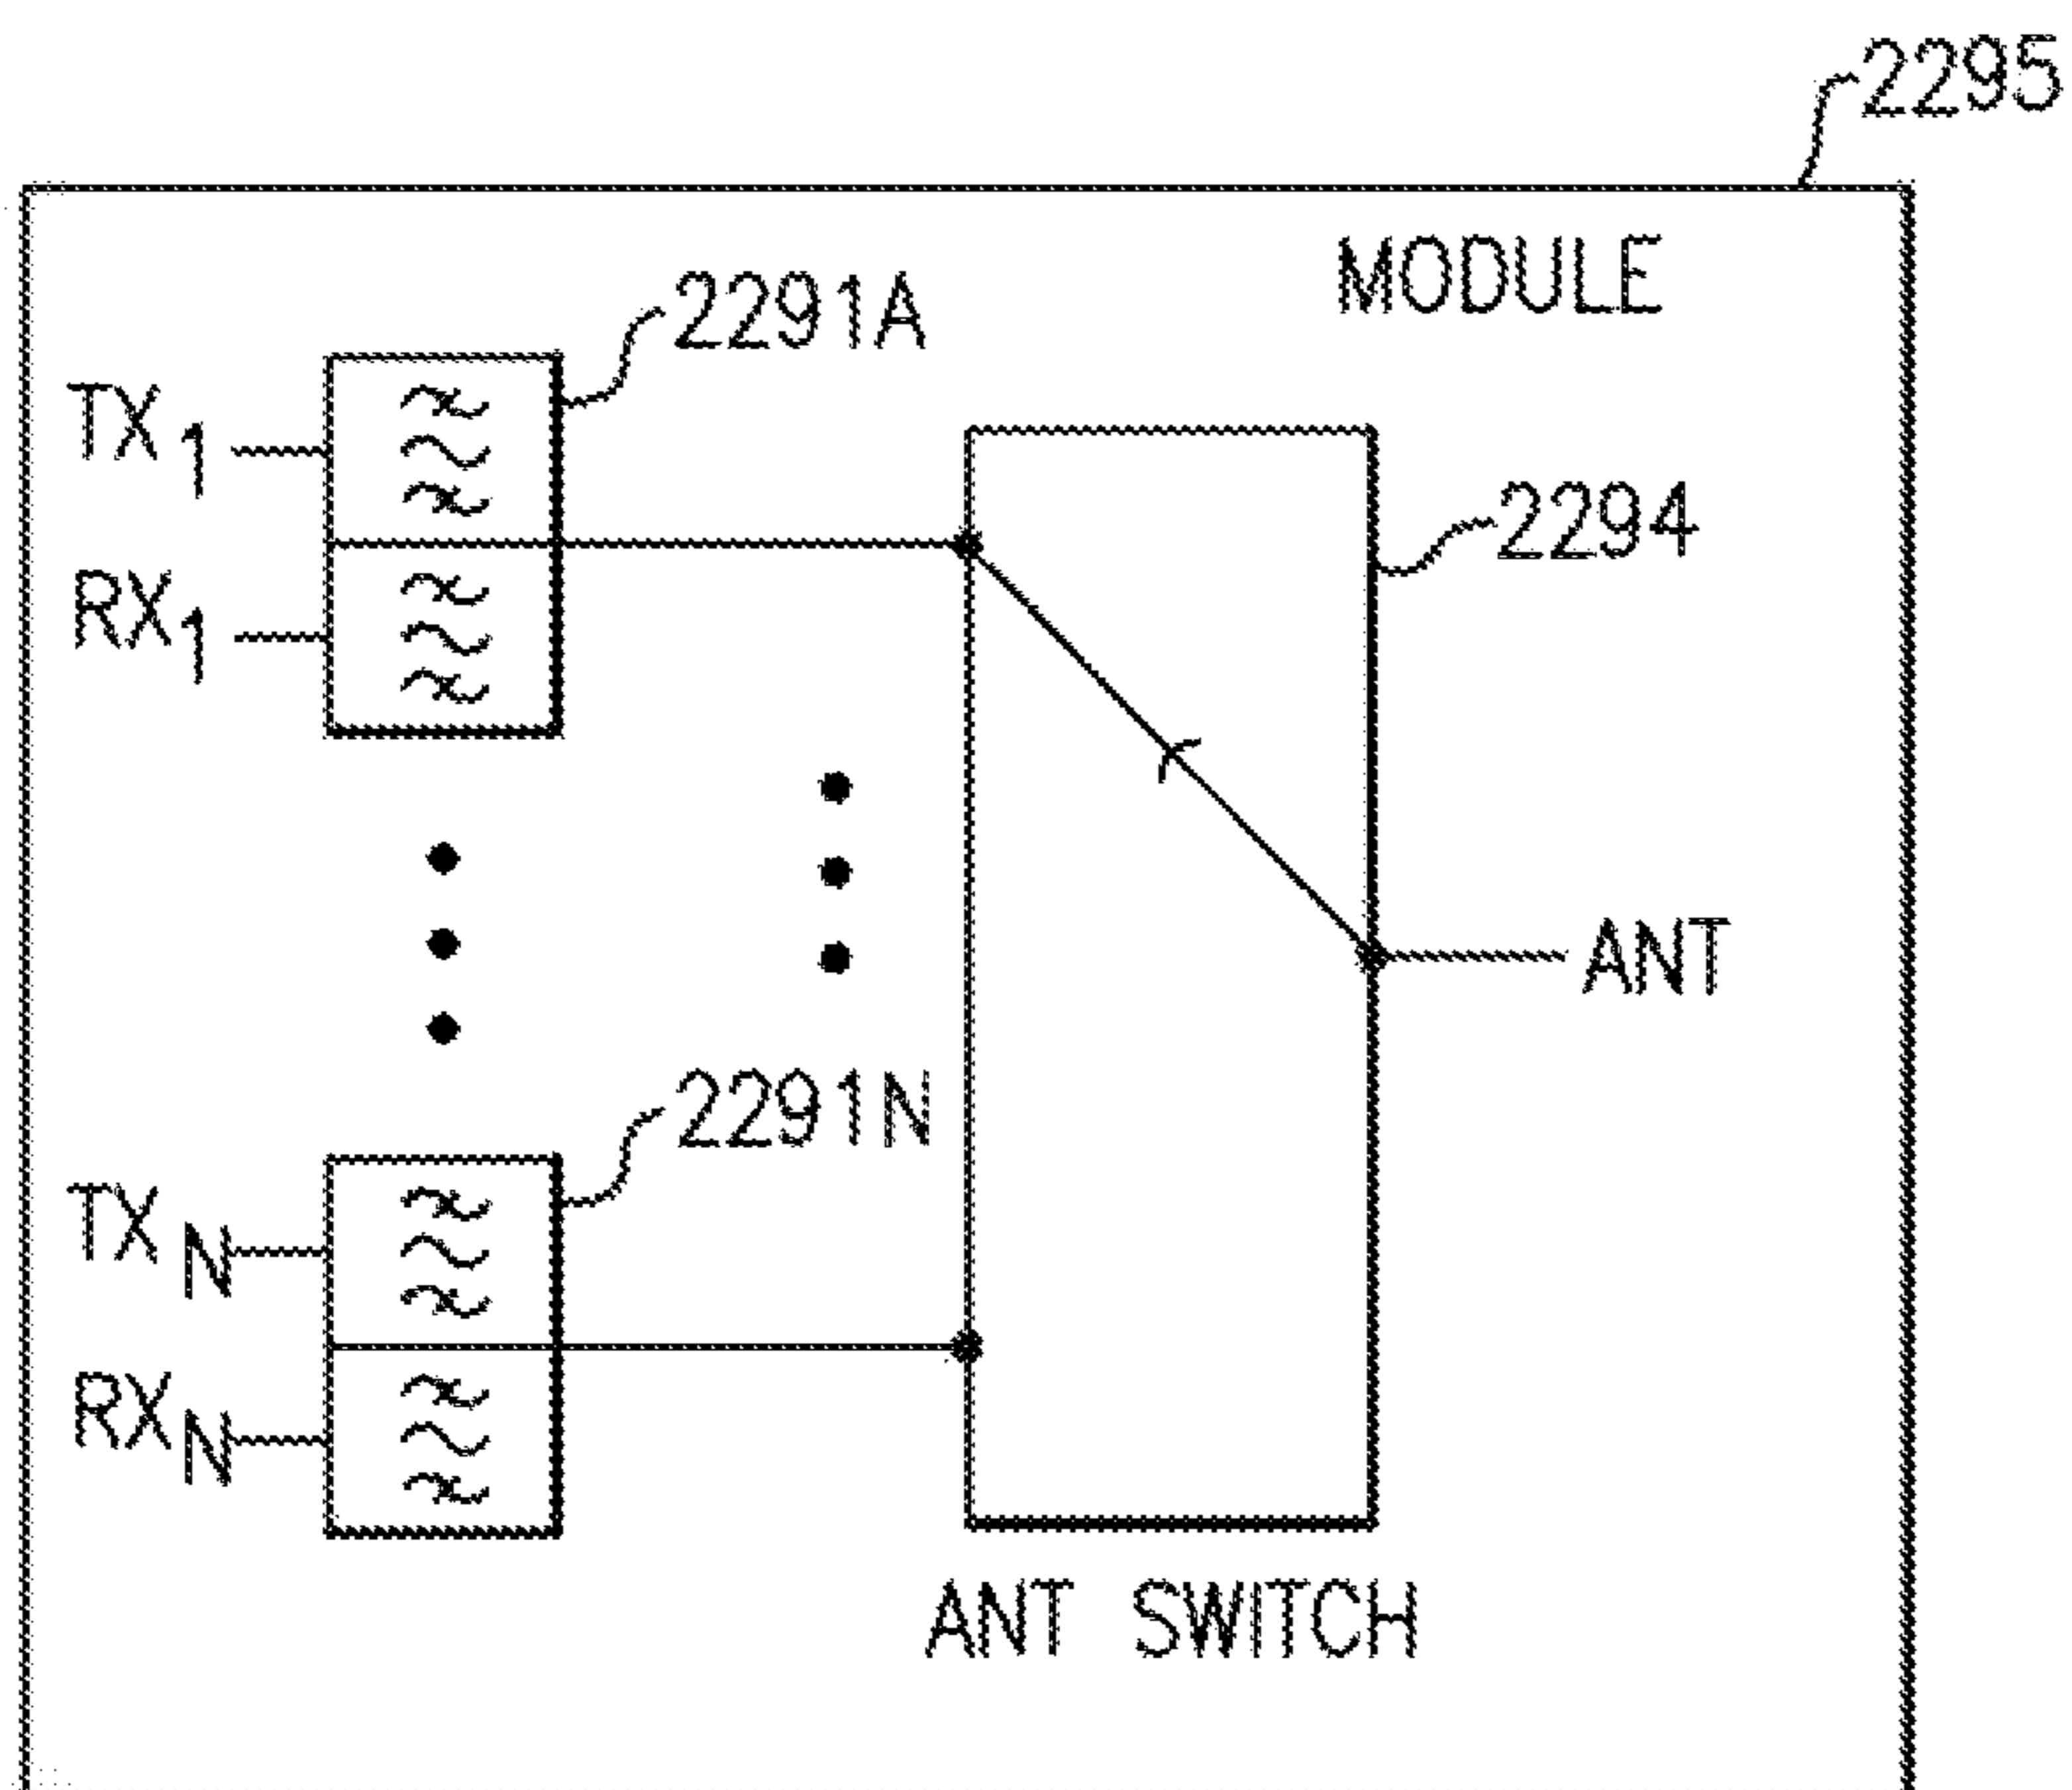 2295
MODULE
2291A
TX1
RX1
2294
ANT
2291N
TXN
RXN
ANT SWITCH